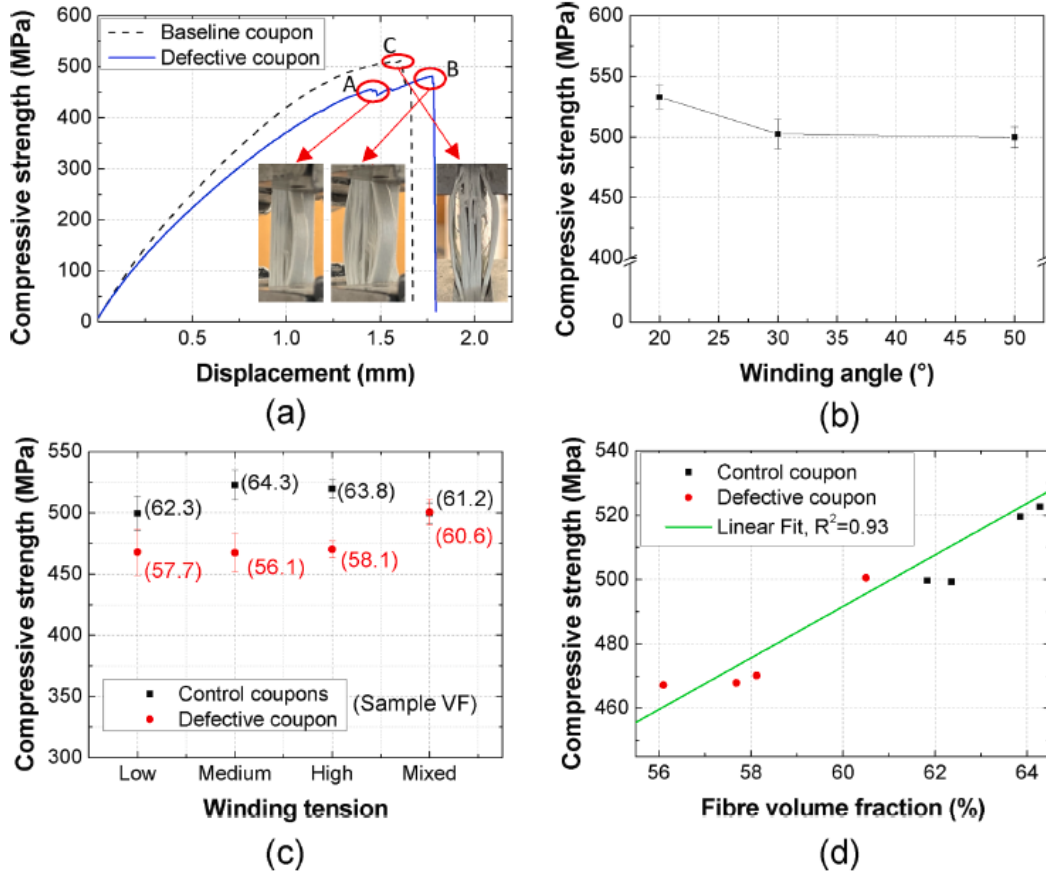 Compressive strength (MPa)
600
500
400
300
200
100
0
Baseline coupon
Defective coupon
C
A
B
0.5
1.0
1.5
2.0
Displacement (mm)
(a)
Compressive strength (MPa)
600
550
500
450
400
0
20
25
30
35
40
45
50
Winding angle (°)
(b)
Compressive strength (MPa)
550
500
450
400
350
300
(62.3)
(64.3)
(63.8)
(61.2)
(57.7)
(56.1)
(58.1)
(60.6)
Control coupons
Defective coupon
(Sample VF)
Low
Medium
High
Mixed
Winding tension
(c)
Compressive strength (Mpa)
540
520
500
480
460
Control coupon
Defective coupon
Linear Fit, R²=0.93
56
58
60
62
64
Fibre volume fraction (%)
(d)